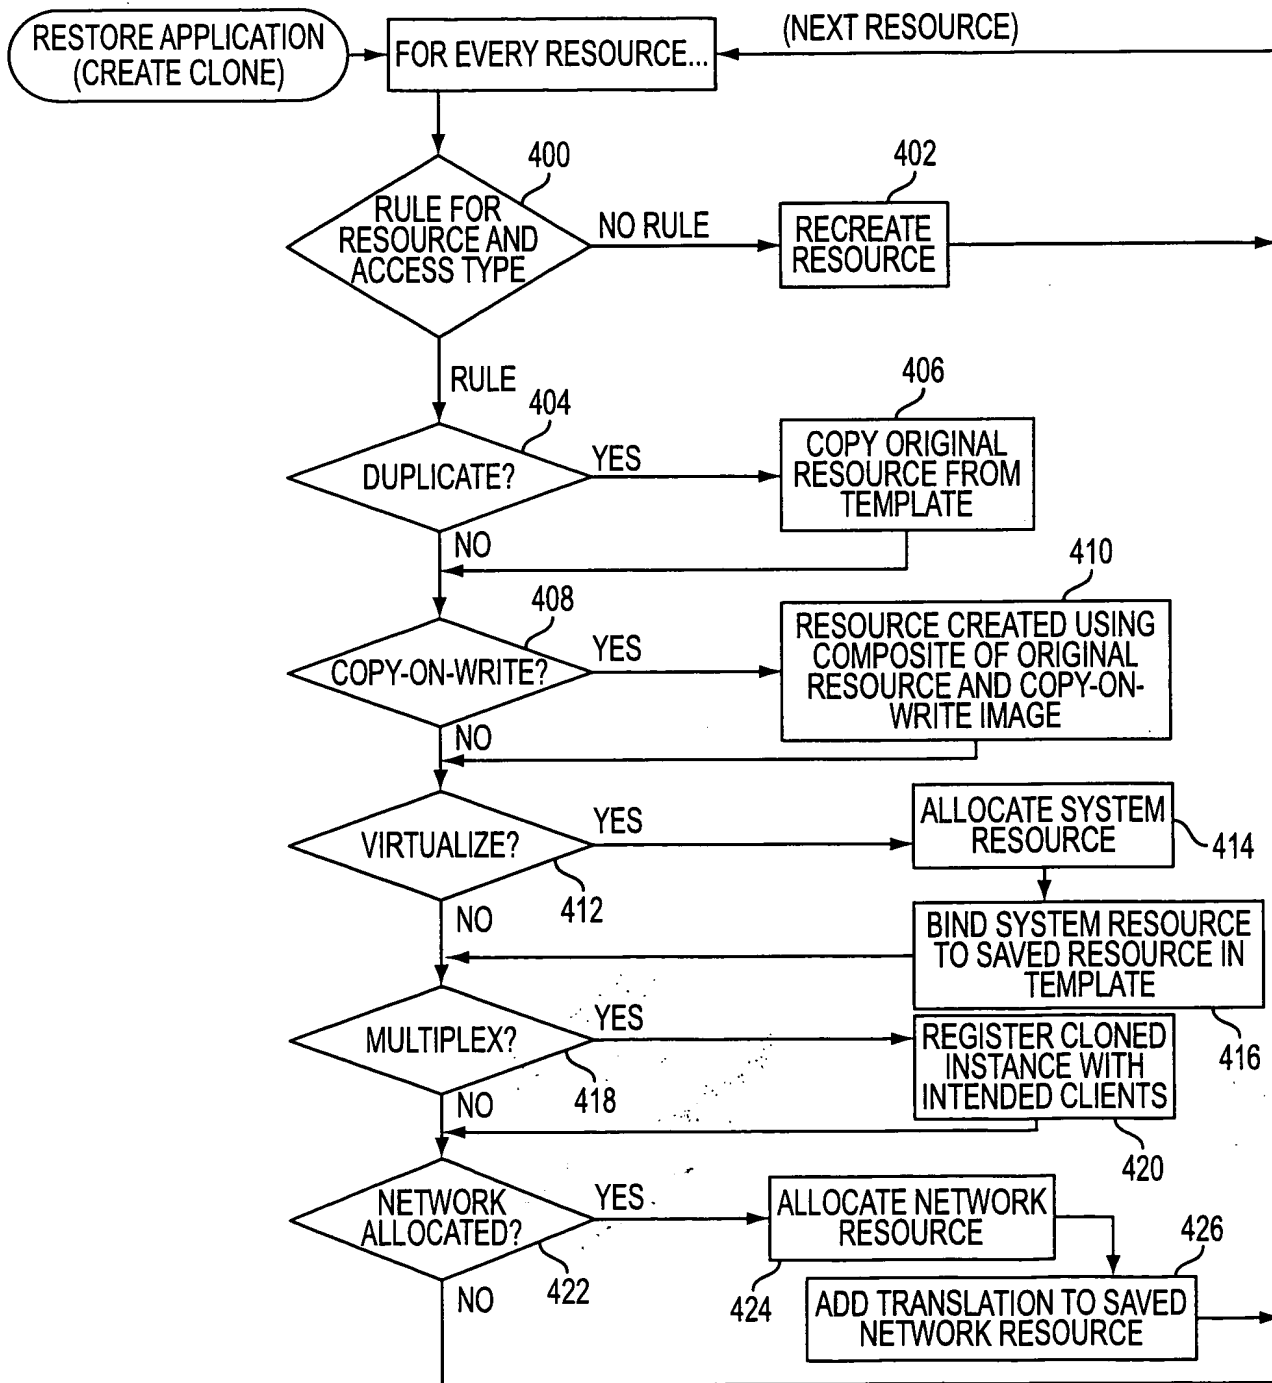 RESTORE APPLICATION
(CREATE CLONE)
FOR EVERY RESOURCE...
(NEXT RESOURCE)
400
RULE FOR
RESOURCE AND
ACCESS TYPE
NO RULE
402
RECREATE
RESOURCE
RULE
404
DUPLICATE?
YES
406
COPY ORIGINAL
RESOURCE FROM
TEMPLATE
NO
408
COPY-ON-WRITE?
YES
410
RESOURCE CREATED USING
COMPOSITE OF ORIGINAL
RESOURCE AND COPY-ON-
WRITE IMAGE
NO
VIRTUALIZE?
412
YES
ALLOCATE SYSTEM
RESOURCE
414
NO
BIND SYSTEM RESOURCE
TO SAVED RESOURCE IN
TEMPLATE
416
MULTIPLEX?
418
YES
REGISTER CLONED
INSTANCE WITH
INTENDED CLIENTS
420
NO
NETWORK
ALLOCATED?
422
YES
ALLOCATE NETWORK
RESOURCE
424
426
ADD TRANSLATION TO SAVED
NETWORK RESOURCE
NO